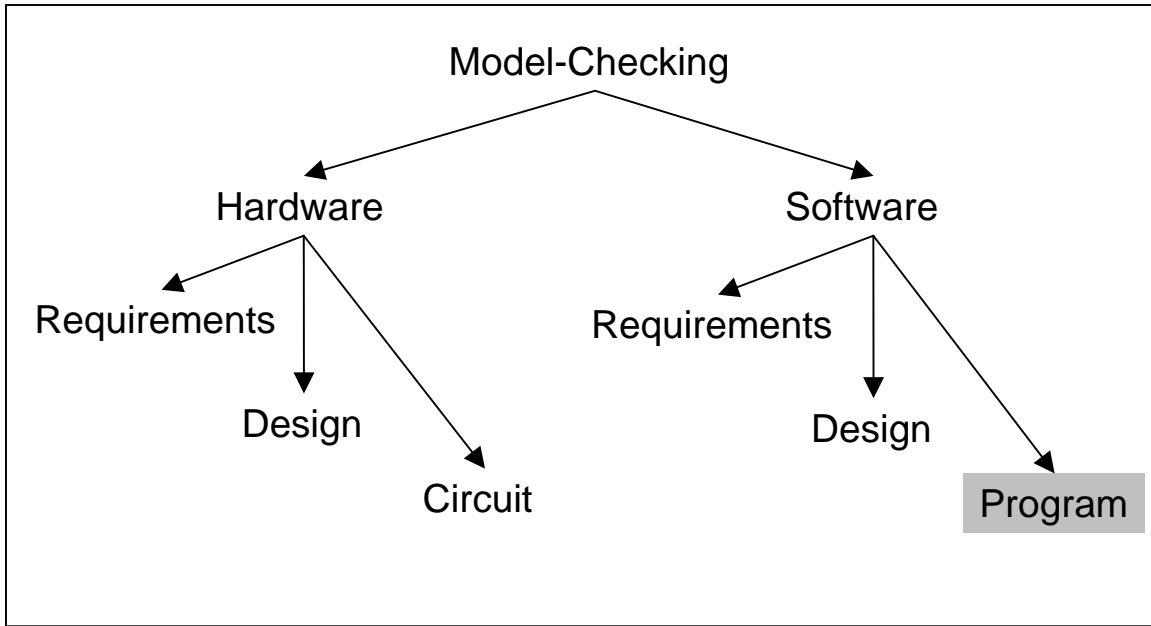 Model-Checking
Hardware
Software
Requirements
Requirements
Design
Design
Circuit
Program